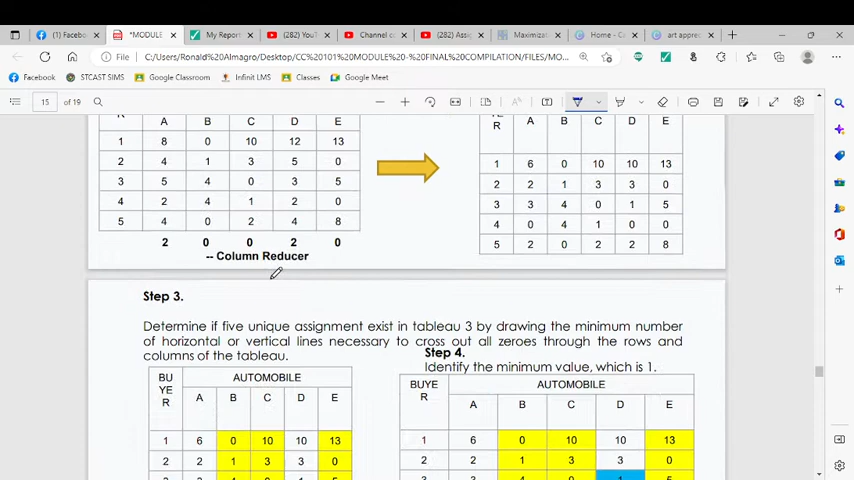 (1) Facebo
*MODULE
My Report
(282) YouT
Channel co
(282) Assig
Maximizati
Home - Ca
art apprec
File
C:/Users/Ronald%20Almagro/Desktop/CC%20101%20MODULE%20-%20FINAL%20COMPILATION/FILES/MO...
Facebook
STCAST SIMS
Google Classroom
Infinit LMS
Classes
Google Meet
15 of 19
R A B C D E
1 8 0 10 12 13
2 4 1 3 5 0
3 5 4 0 3 5
4 2 4 1 2 0
5 4 0 2 4 8
2 0 0 2 0
-- Column Reducer
YE
R A B C D E
1 6 0 10 10 13
2 2 1 3 3 0
3 3 4 0 1 5
4 0 4 1 0 0
5 2 0 2 2 8
Step 3.
Determine if five unique assignment exist in tableau 3 by drawing the minimum number
of horizontal or vertical lines necessary to cross out all zeroes through the rows and
columns of the tableau.
Step 4.
Identify the minimum value, which is 1.
BU
YE
R
AUTOMOBILE
A B C D E
1 6 0 10 10 13
2 2 1 3 3 0
BUYE
R
AUTOMOBILE
A B C D E
1 6 0 10 10 13
2 2 1 3 3 0